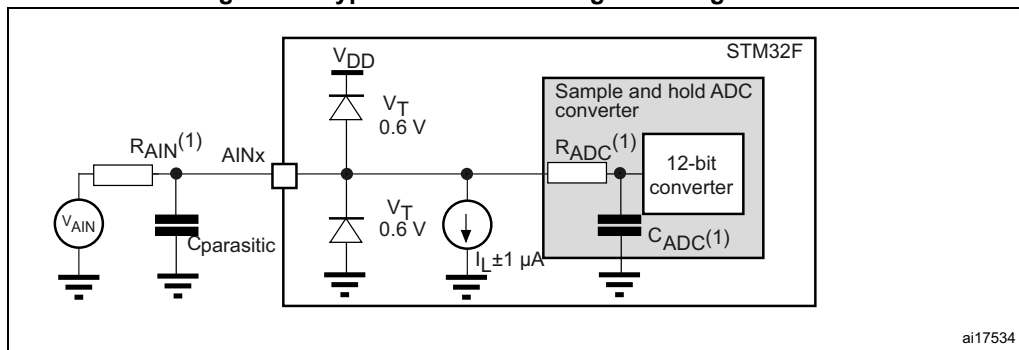 STM32F
VDD
Sample and hold ADC
converter
VT
0.6 V
RAIN(1)
AINx
RADC(1)
12-bit
converter
VAIN
Cparasitic
VT
0.6 V
IL±1 µA
CADC(1)
ai17534